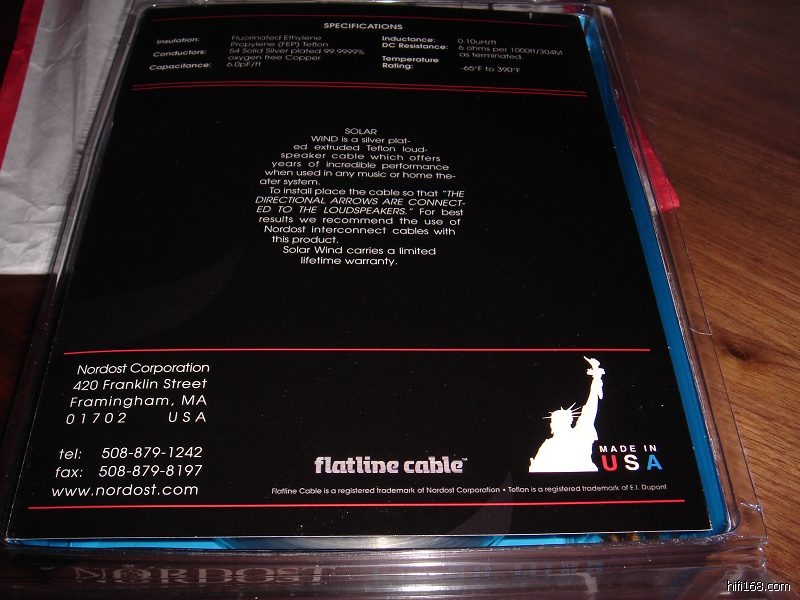 SPECIFICATIONS
Insulation: Fluorinated Ethylene
Propylene (FEP) Teflon
Conductors: 54 Solid Silver plated 99.9999%
oxygen free Copper
Capacitance: 6.0pF/ft
Inductance: 0.10uH/ft
DC Resistance: 6 ohms per 1000ft/304M
as terminated.
Temperature
Rating: -65°F to 390°F
SOLAR
WIND is a silver plat-
ed extruded Teflon loud-
speaker cable which offers
years of incredible performance
when used in any music or home the-
ater system.
To install place the cable so that "THE
DIRECTIONAL ARROWS ARE CONNECT-
ED TO THE LOUDSPEAKERS." For best
results we recommend the use of
Nordost interconnect cables with
this product.
Solar Wind carries a limited
lifetime warranty.
Nordost Corporation
420 Franklin Street
Framingham, MA
01702 USA
tel: 508-879-1242
fax: 508-879-8197
www.nordost.com
flatline cable™
MADE IN
USA
Flatline Cable is a registered trademark of Nordost Corporation • Teflon is a registered trademark of E.I. Dupont
NORDOST
hifi168.com